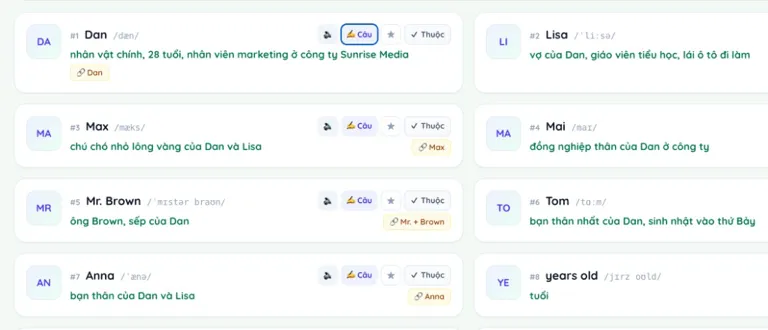 DA
#1 Dan /dæn/
✍ Câu
★
✓ Thuộc
nhân vật chính, 28 tuổi, nhân viên marketing ở công ty Sunrise Media
🔗 Dan
LI
#2 Lisa /ˈliːsə/
vợ của Dan, giáo viên tiểu học, lái ô tô đi làm
MA
#3 Max /mæks/
✍ Câu
★
✓ Thuộc
chú chó nhỏ lông vàng của Dan và Lisa
🔗 Max
MA
#4 Mai /maɪ/
đồng nghiệp thân của Dan ở công ty
MR
#5 Mr. Brown /ˈmɪstər braʊn/
✍ Câu
★
✓ Thuộc
ông Brown, sếp của Dan
🔗 Mr. + Brown
TO
#6 Tom /tɑːm/
bạn thân nhất của Dan, sinh nhật vào thứ Bảy
AN
#7 Anna /ˈænə/
✍ Câu
★
✓ Thuộc
bạn thân của Dan và Lisa
🔗 Anna
YE
#8 years old /jɪrz oʊld/
tuổi